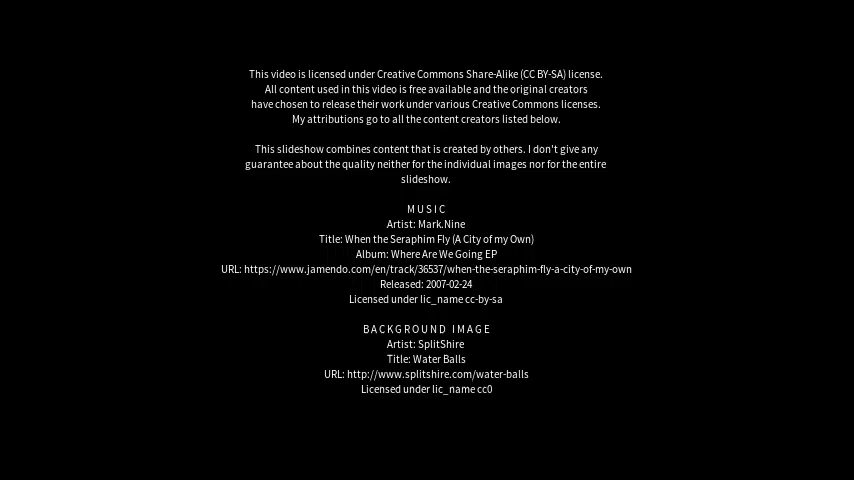 This video is licensed under Creative Commons Share-Alike (CC BY-SA) license.
All content used in this video is free available and the original creators
have chosen to release their work under various Creative Commons licenses.
My attributions go to all the content creators listed below.
This slideshow combines content that is created by others. I don't give any
guarantee about the quality neither for the individual images nor for the entire
slideshow.
MUSIC
Artist: Mark.Nine
Title: When the Seraphim Fly (A City of my Own)
Album: Where Are We Going EP
URL: https://www.jamendo.com/en/track/36537/when-the-seraphim-fly-a-city-of-my-own
Released: 2007-02-24
Licensed under lic_name cc-by-sa
BACKGROUND IMAGE
Artist: SplitShire
Title: Water Balls
URL: http://www.splitshire.com/water-balls
Licensed under lic_name cc0